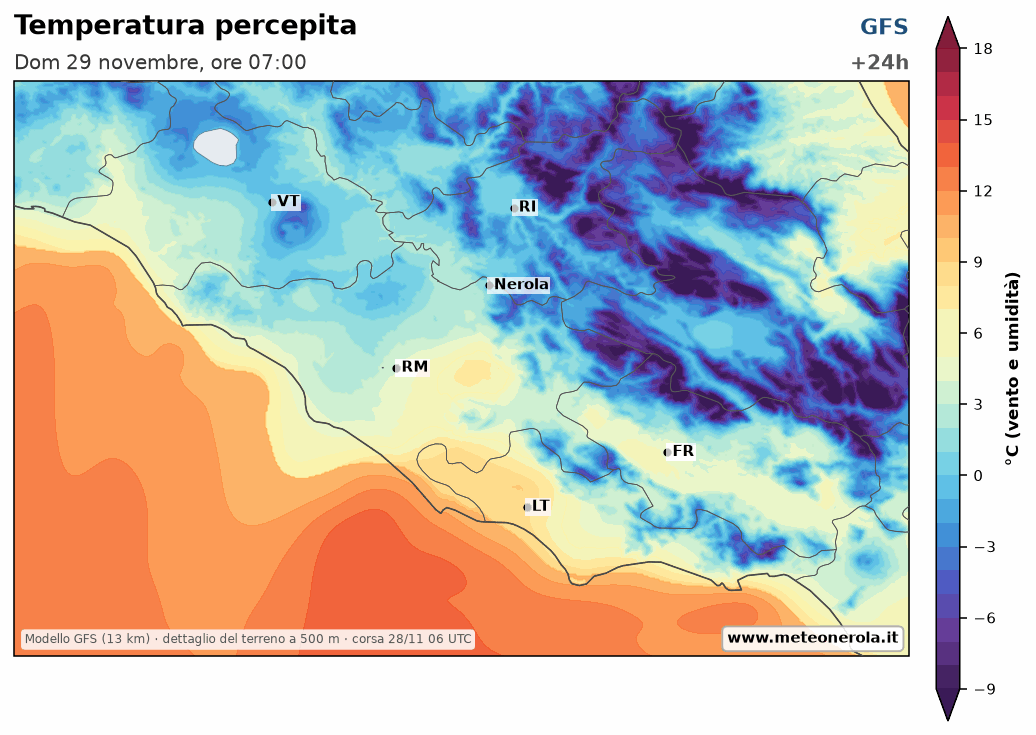 Temperatura percepita
GFS
Dom 29 novembre, ore 07:00
+24h
VT
RI
Nerola
RM
FR
LT
Modello GFS (13 km) · dettaglio del terreno a 500 m · corsa 28/11 06 UTC
www.meteonerola.it
18
15
12
9
6
3
0
−3
−6
−9
°C (vento e umidità)